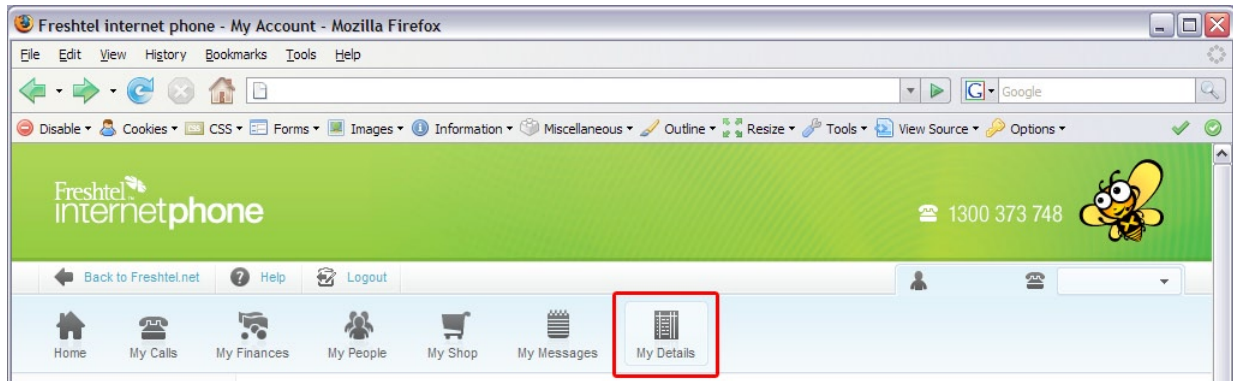 Freshtel internet phone - My Account - Mozilla Firefox
File Edit View History Bookmarks Tools Help
G Google
Disable Cookies CSS Forms Images Information Miscellaneous Outline Resize Tools View Source Options
Freshtel
internetphone
1300 373 748
Back to Freshtel.net Help Logout
Home My Calls My Finances My People My Shop My Messages My Details